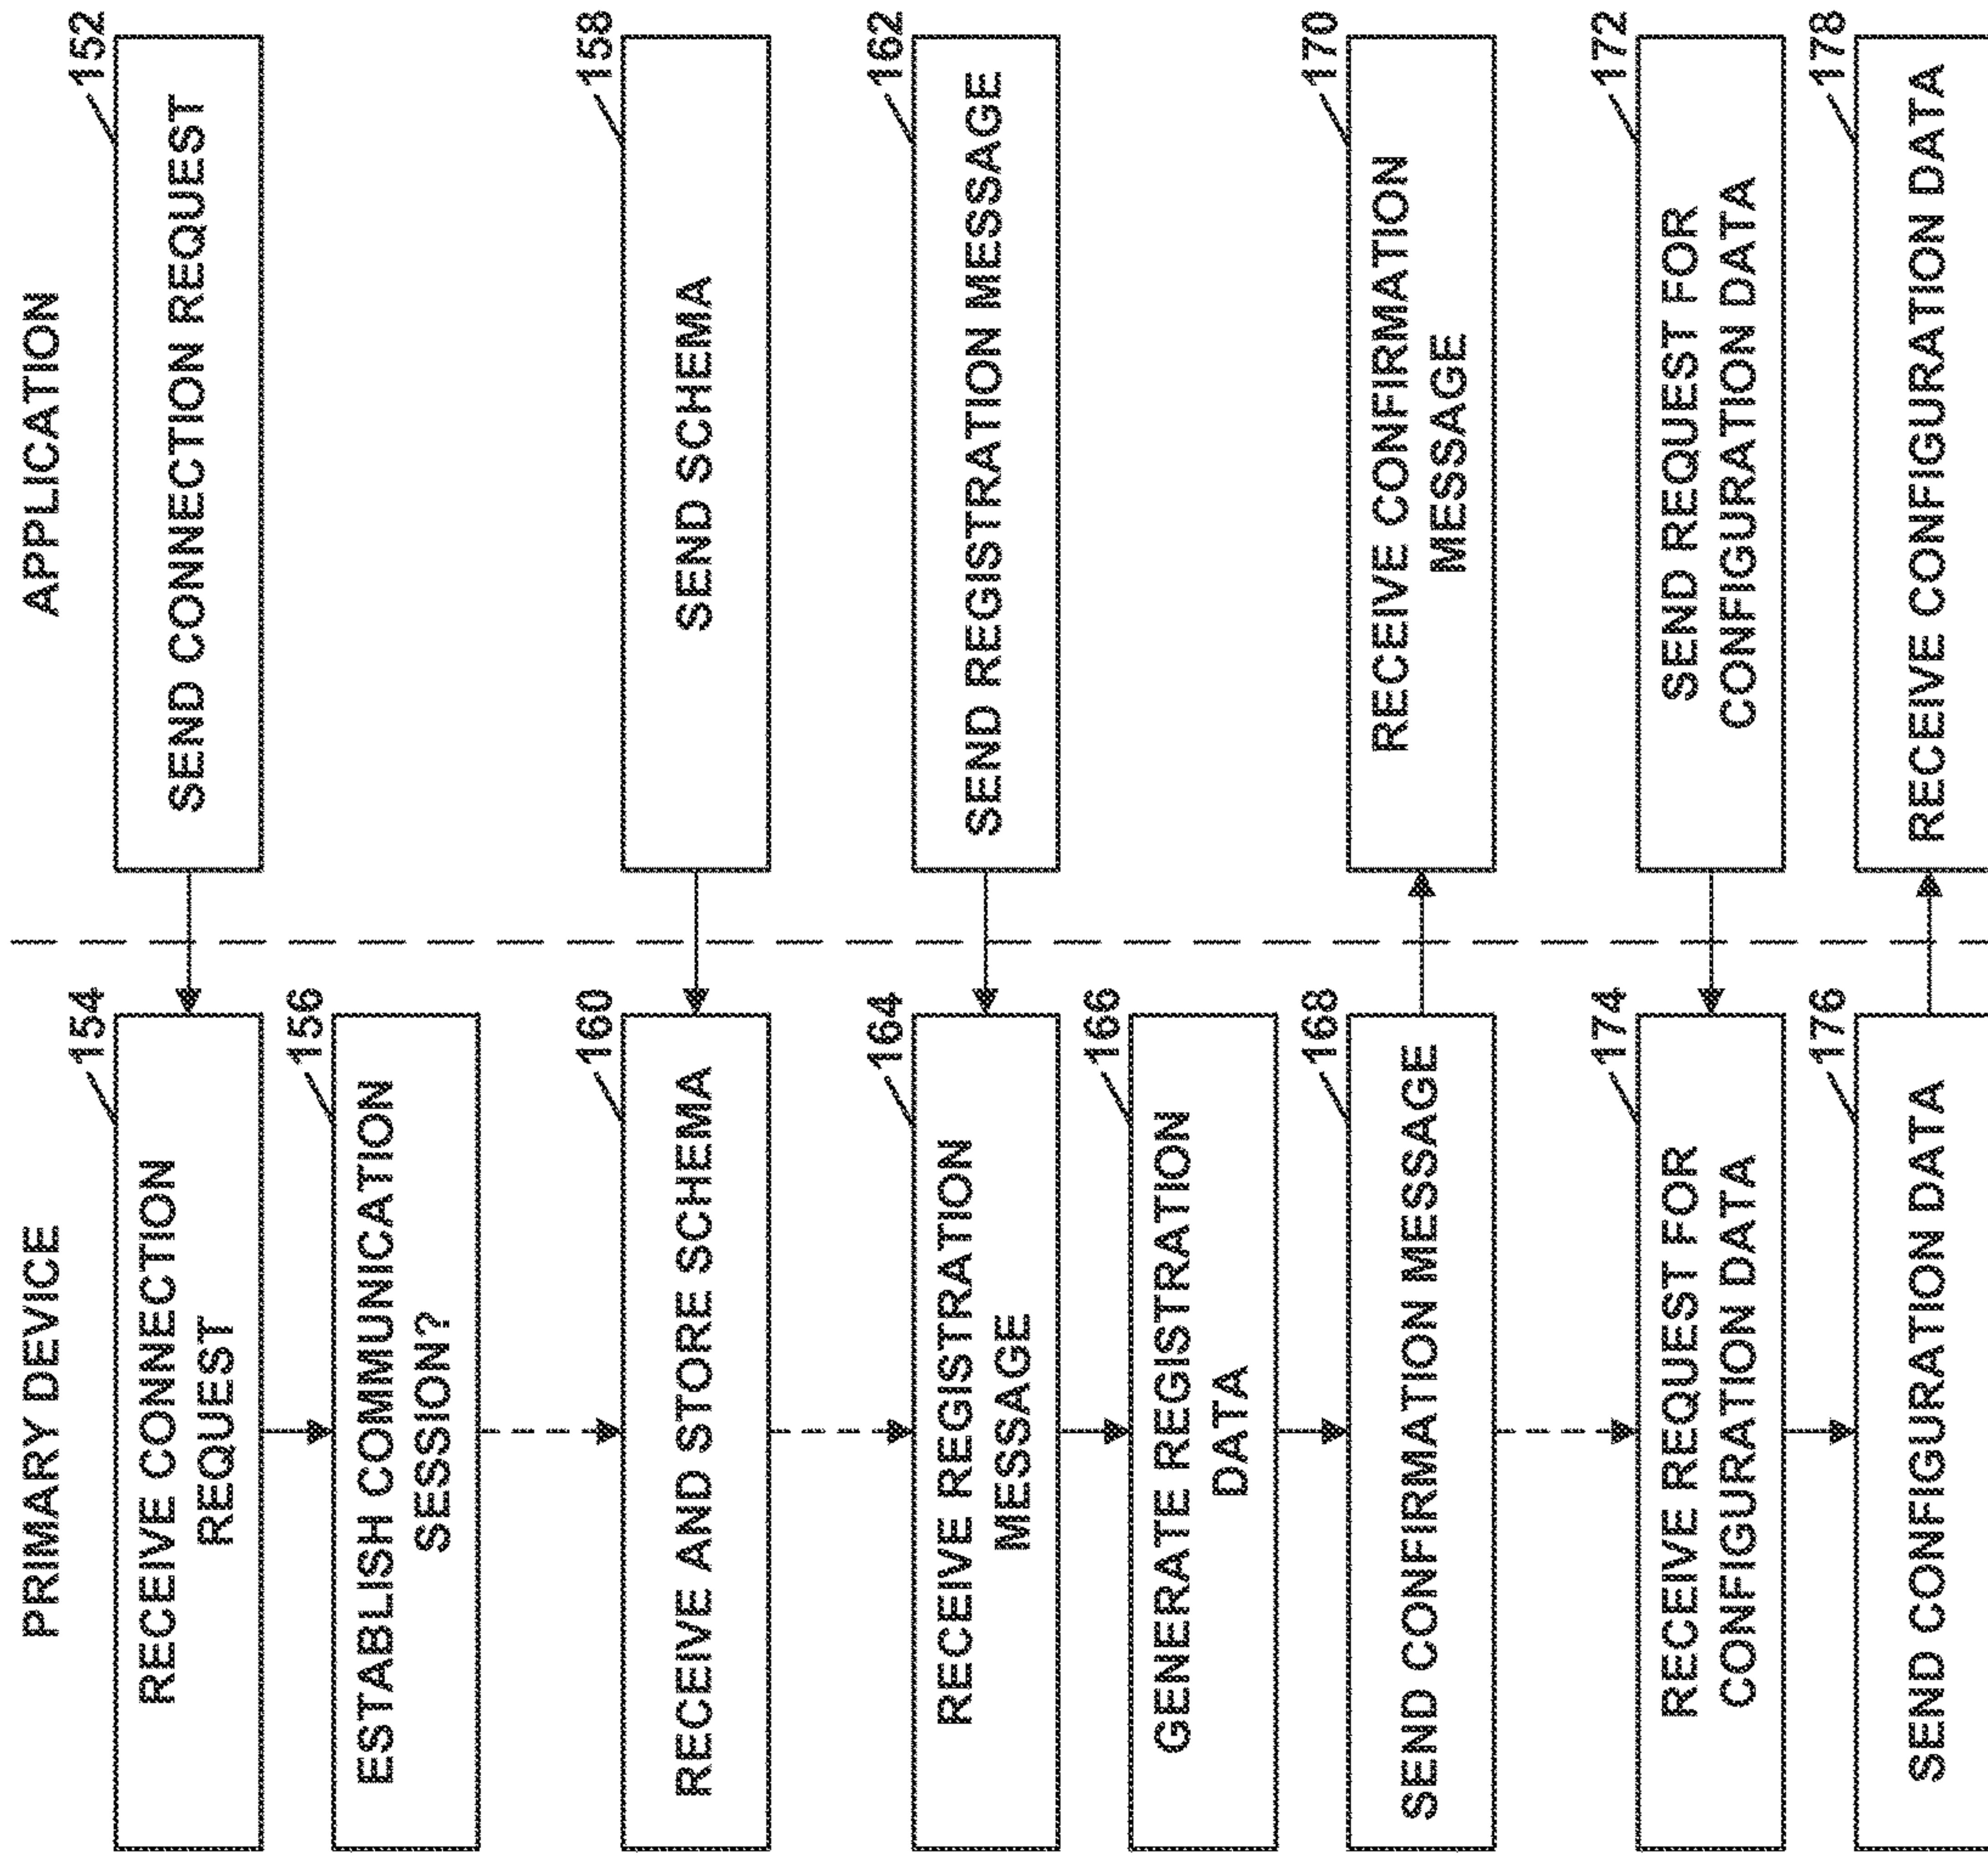 PRIMARY DEVICE
APPLICATION
154
RECEIVE CONNECTION
REQUEST
152
SEND CONNECTION REQUEST
156
ESTABLISH COMMUNICATION
SESSION?
160
RECEIVE AND STORE SCHEMA
158
SEND SCHEMA
164
RECEIVE REGISTRATION
MESSAGE
162
SEND REGISTRATION MESSAGE
166
GENERATE REGISTRATION
DATA
168
SEND CONFIRMATION MESSAGE
170
RECEIVE CONFIRMATION
MESSAGE
174
RECEIVE REQUEST FOR
CONFIGURATION DATA
172
SEND REQUEST FOR
CONFIGURATION DATA
176
SEND CONFIGURATION DATA
178
RECEIVE CONFIGURATION DATA